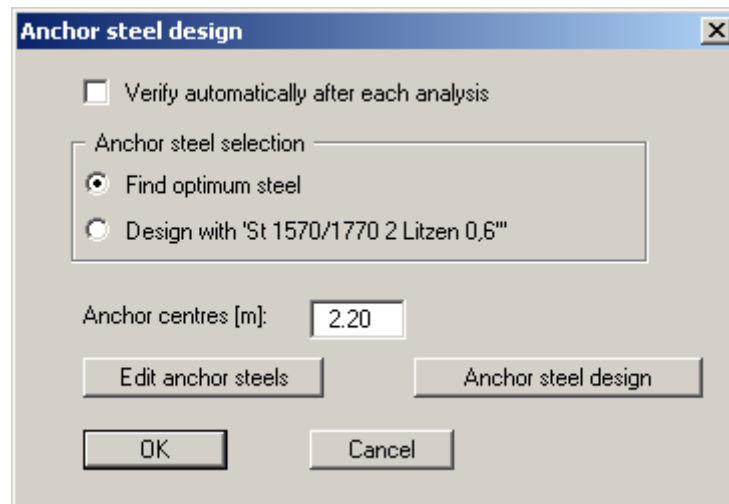 Anchor steel design
Verify automatically after each analysis
Anchor steel selection
Find optimum steel
Design with 'St 1570/1770 2 Litzen 0,6"'
Anchor centres [m]: 2.20
Edit anchor steels Anchor steel design
OK Cancel